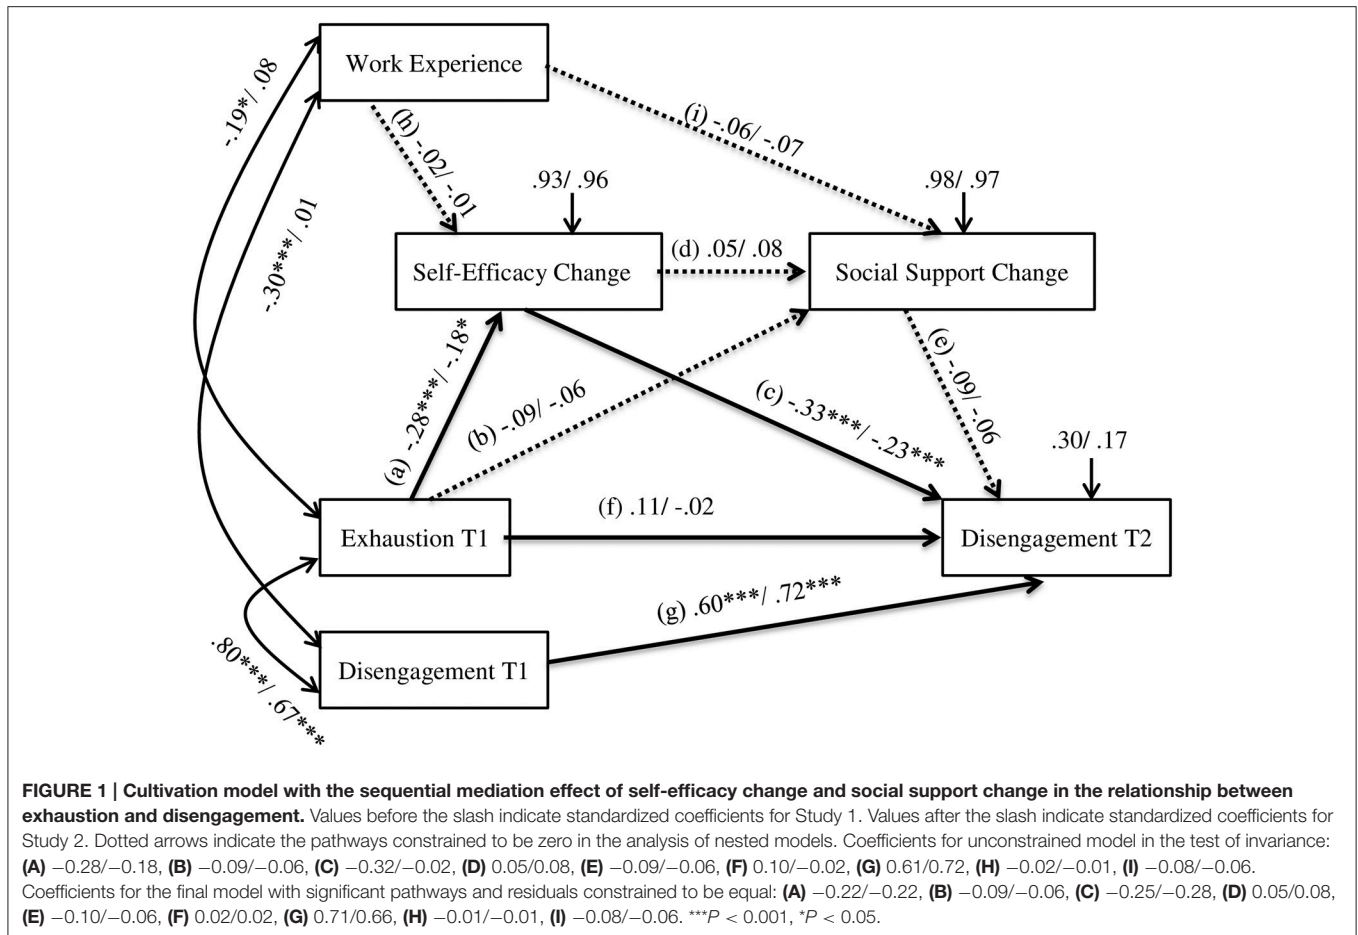 Work Experience
-.19*/ .08
(h) -.02/ -.01
(i) -.06/ -.07
-.30***/ .01
.93/ .96
.98/ .97
Self-Efficacy Change
(d) .05/ .08
Social Support Change
(a) -.28***/ -.18*
(b) -.09/ -.06
(c) -.33***/ -.23***
(e) -.09/ -.06
.30/ .17
Exhaustion T1
(f) .11/ -.02
Disengagement T2
(g) .60***/ .72***
.80***/ .67***
Disengagement T1
FIGURE 1 | Cultivation model with the sequential mediation effect of self-efficacy change and social support change in the relationship between
exhaustion and disengagement. Values before the slash indicate standardized coefficients for Study 1. Values after the slash indicate standardized coefficients for
Study 2. Dotted arrows indicate the pathways constrained to be zero in the analysis of nested models. Coefficients for unconstrained model in the test of invariance:
(A) −0.28/−0.18, (B) −0.09/−0.06, (C) −0.32/−0.02, (D) 0.05/0.08, (E) −0.09/−0.06, (F) 0.10/−0.02, (G) 0.61/0.72, (H) −0.02/−0.01, (I) −0.08/−0.06.
Coefficients for the final model with significant pathways and residuals constrained to be equal: (A) −0.22/−0.22, (B) −0.09/−0.06, (C) −0.25/−0.28, (D) 0.05/0.08,
(E) −0.10/−0.06, (F) 0.02/0.02, (G) 0.71/0.66, (H) −0.01/−0.01, (I) −0.08/−0.06. ***P < 0.001, *P < 0.05.